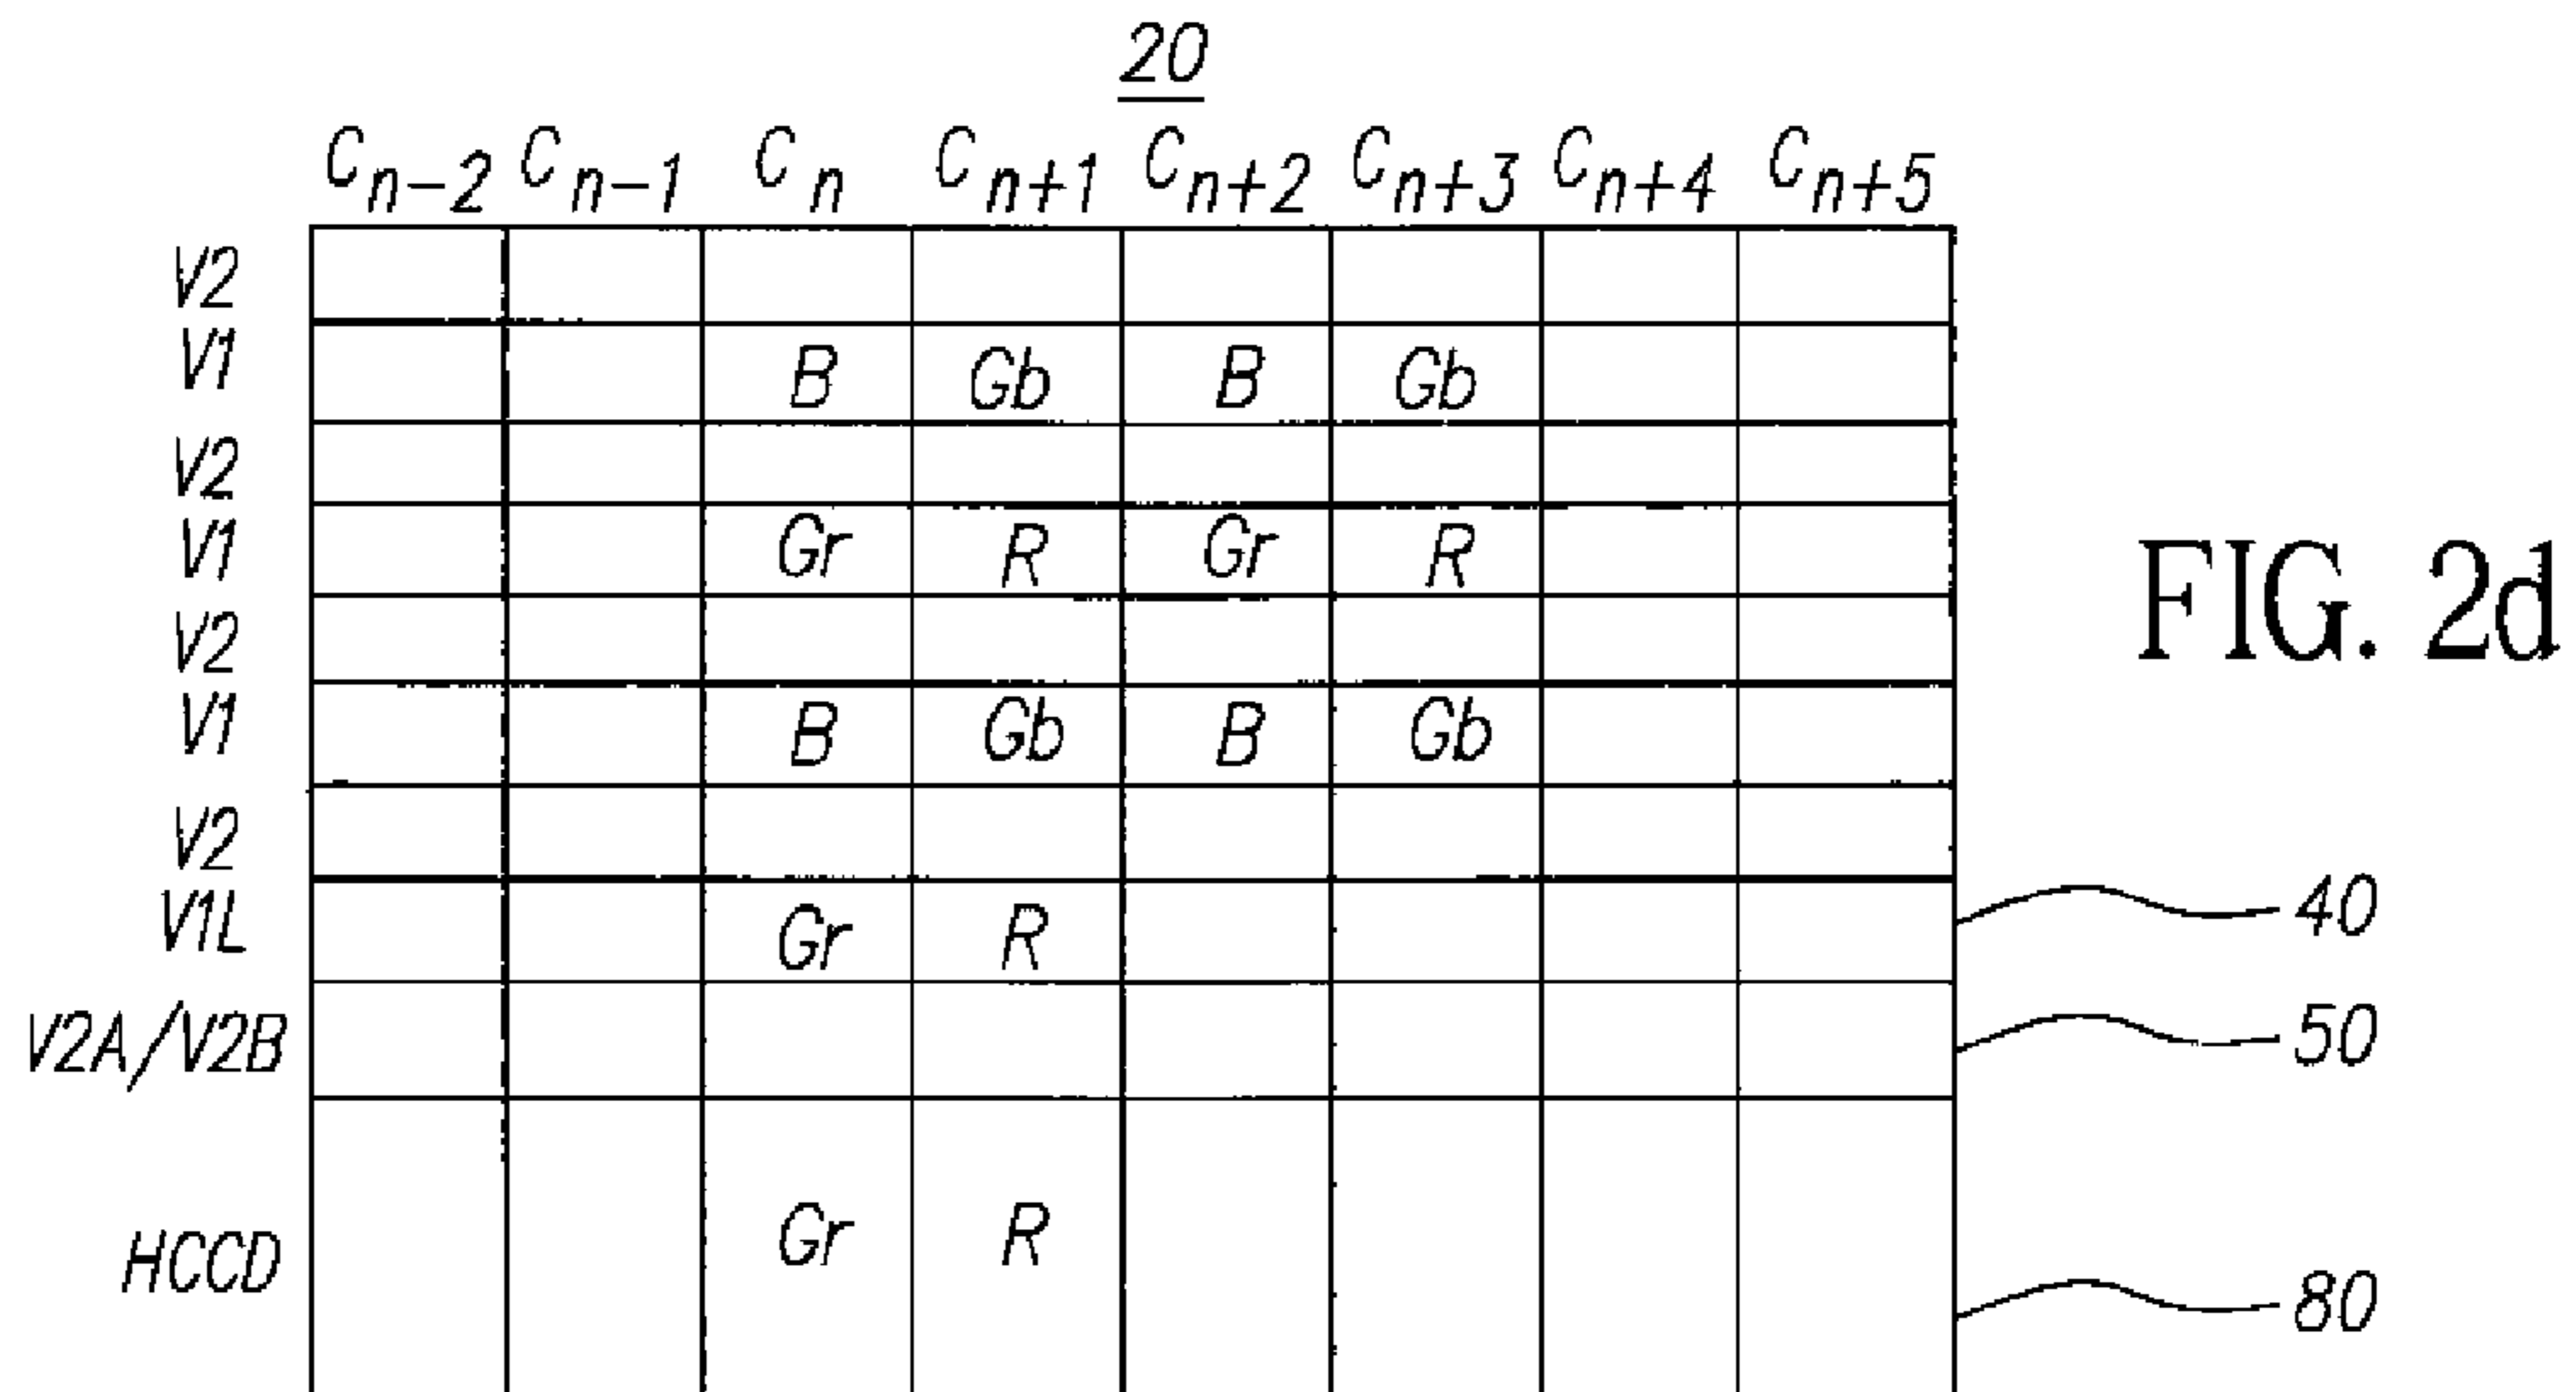 20
Cn-2 Cn-1 Cn Cn+1 Cn+2 Cn+3 Cn+4 Cn+5
V2
V1 B Gb B Gb
V2
V1 Gr R Gr R
V2
V1 B Gb B Gb
V2
V1L Gr R 40
V2A/V2B 50
HCCD Gr R 80
FIG. 2d